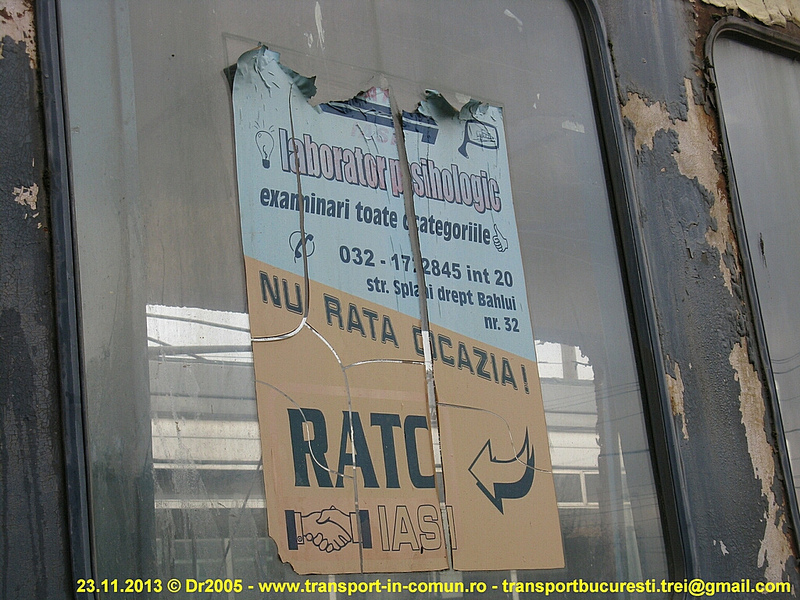 laborator psihologic
examinari toate categoriile
032 - 172845 int 20
str. Splai drept Bahlui
nr. 32
NU RATA OCAZIA !
RATC
IASI
23.11.2013 © Dr2005 - www.transport-in-comun.ro - transportbucuresti.trei@gmail.com